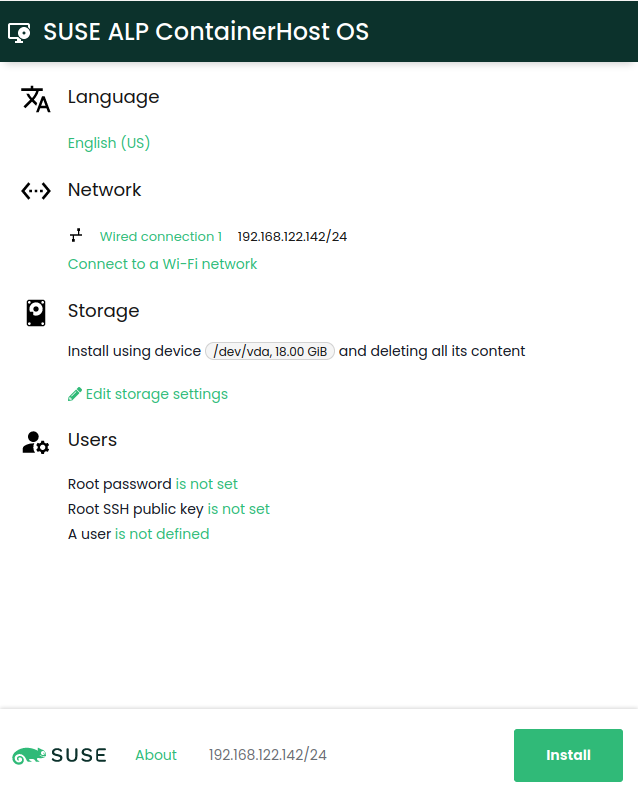 SUSE ALP ContainerHost OS
Language
English (US)
Network
Wired connection 1 192.168.122.142/24
Connect to a Wi-Fi network
Storage
Install using device /dev/vda, 18.00 GiB and deleting all its content
Edit storage settings
Users
Root password is not set
Root SSH public key is not set
A user is not defined
SUSE About 192.168.122.142/24 Install